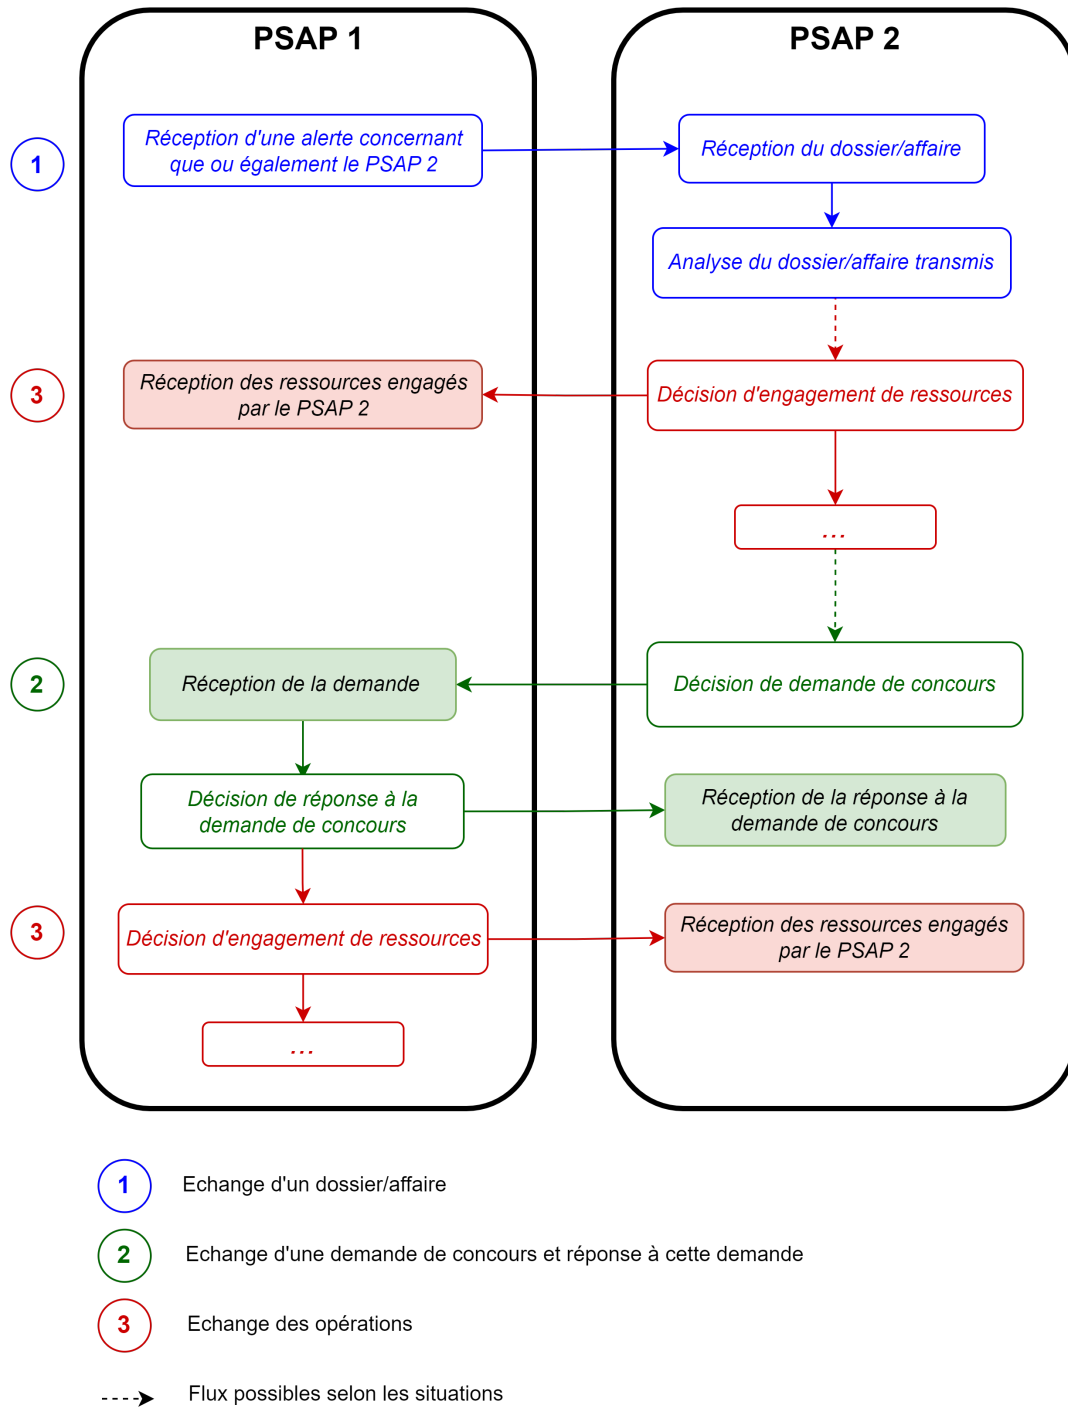 PSAP 1
PSAP 2
1
Réception d'une alerte concernant
que ou également le PSAP 2
Réception du dossier/affaire
Analyse du dossier/affaire transmis
3
Réception des ressources engagés
par le PSAP 2
Décision d'engagement de ressources
...
2
Réception de la demande
Décision de demande de concours
Décision de réponse à la
demande de concours
Réception de la réponse à la
demande de concours
3
Décision d'engagement de ressources
Réception des ressources engagés
par le PSAP 2
...
1 Echange d'un dossier/affaire
2 Echange d'une demande de concours et réponse à cette demande
3 Echange des opérations
Flux possibles selon les situations